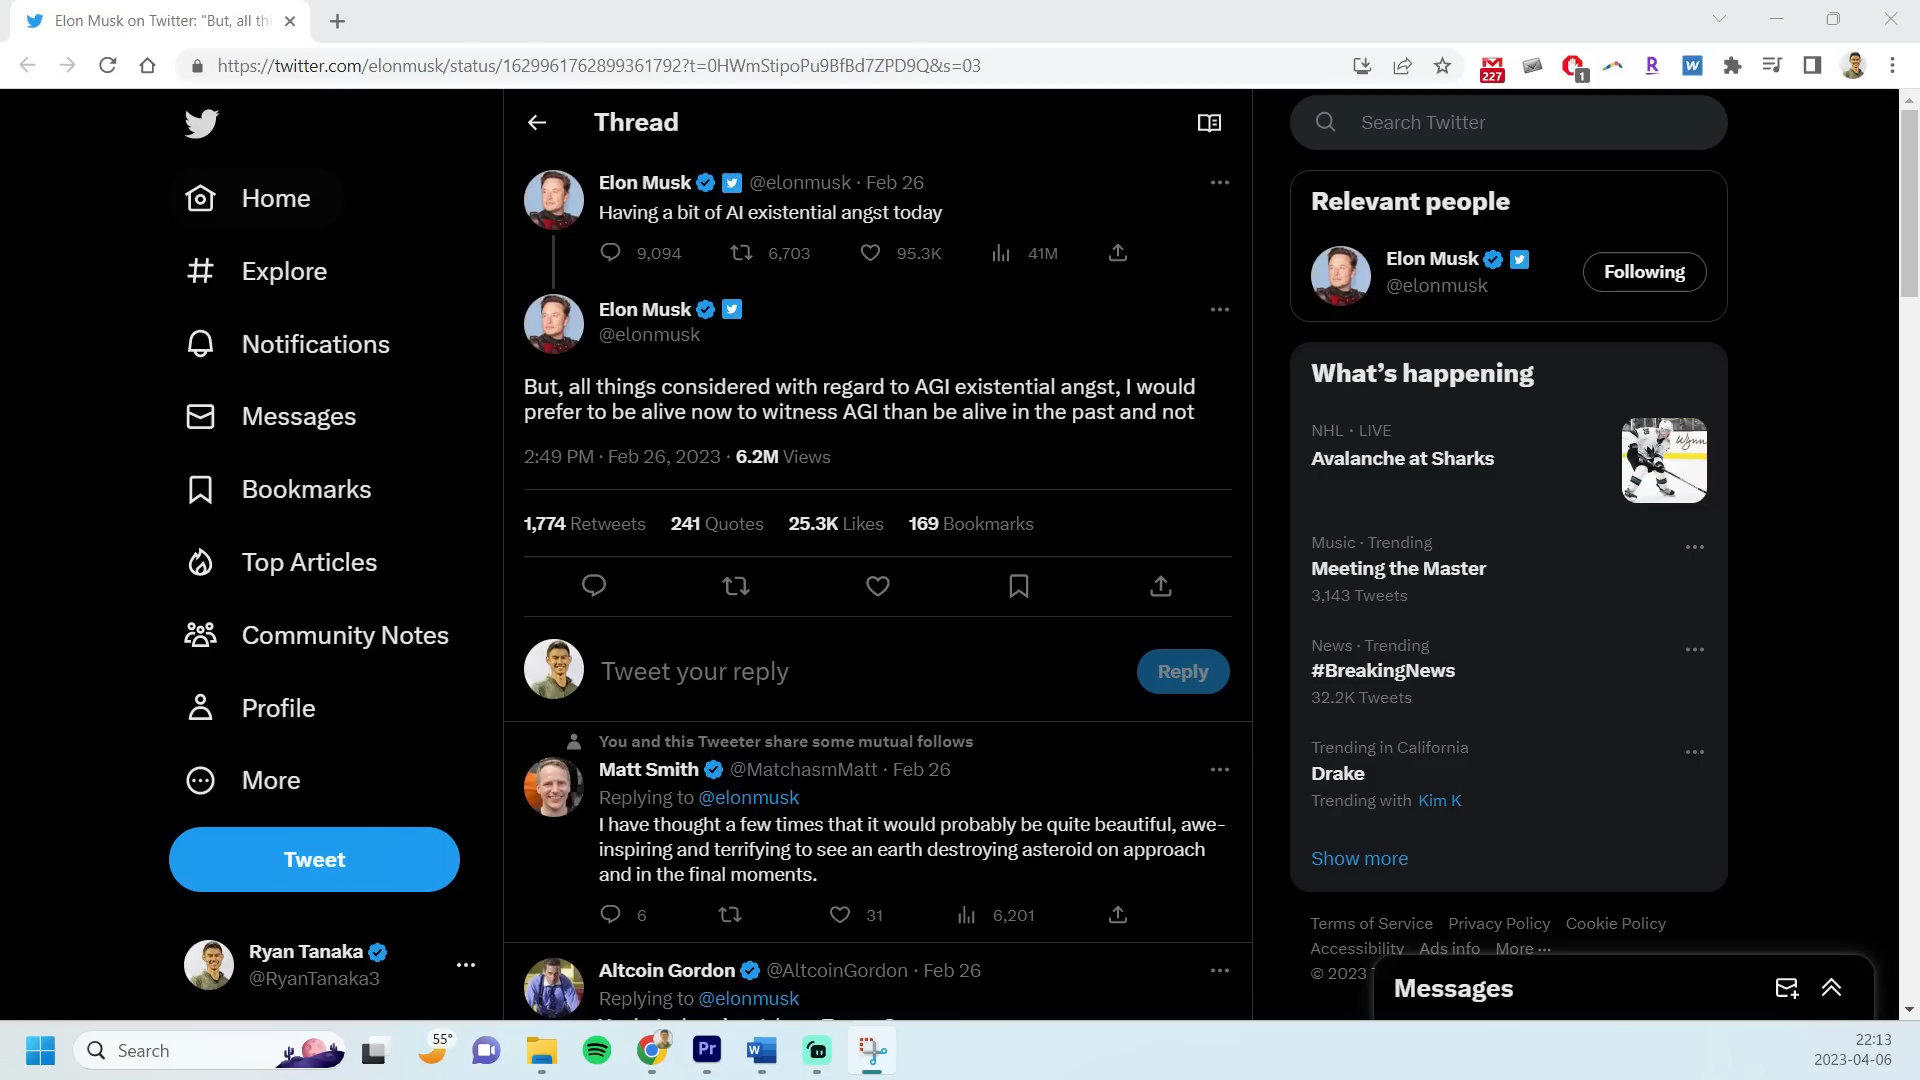 Elon Musk on Twitter: "But, all thi
https://twitter.com/elonmusk/status/1629961762899361792?t=0HWmStipoPu9BfBd7ZPD9Q&s=03
227
1
R
W
Home
Explore
Notifications
Messages
Bookmarks
Top Articles
Community Notes
Profile
More
Tweet
Ryan Tanaka
@RyanTanaka3
Thread
Elon Musk @elonmusk · Feb 26
Having a bit of AI existential angst today
9,094 6,703 95.3K 41M
Elon Musk
@elonmusk
But, all things considered with regard to AGI existential angst, I would
prefer to be alive now to witness AGI than be alive in the past and not
2:49 PM · Feb 26, 2023 · 6.2M Views
1,774 Retweets 241 Quotes 25.3K Likes 169 Bookmarks
Tweet your reply
Reply
You and this Tweeter share some mutual follows
Matt Smith @MatchasmMatt · Feb 26
Replying to @elonmusk
I have thought a few times that it would probably be quite beautiful, awe-
inspiring and terrifying to see an earth destroying asteroid on approach
and in the final moments.
6 31 6,201
Altcoin Gordon @AltcoinGordon · Feb 26
Replying to @elonmusk
Search Twitter
Relevant people
Elon Musk
@elonmusk
Following
What's happening
NHL · LIVE
Avalanche at Sharks
Music · Trending
Meeting the Master
3,143 Tweets
News · Trending
#BreakingNews
32.2K Tweets
Trending in California
Drake
Trending with Kim K
Show more
Terms of Service Privacy Policy Cookie Policy
Accessibility Ads info More ···
© 2023
Messages
Search
55°
Pr
W
22:13
2023-04-06